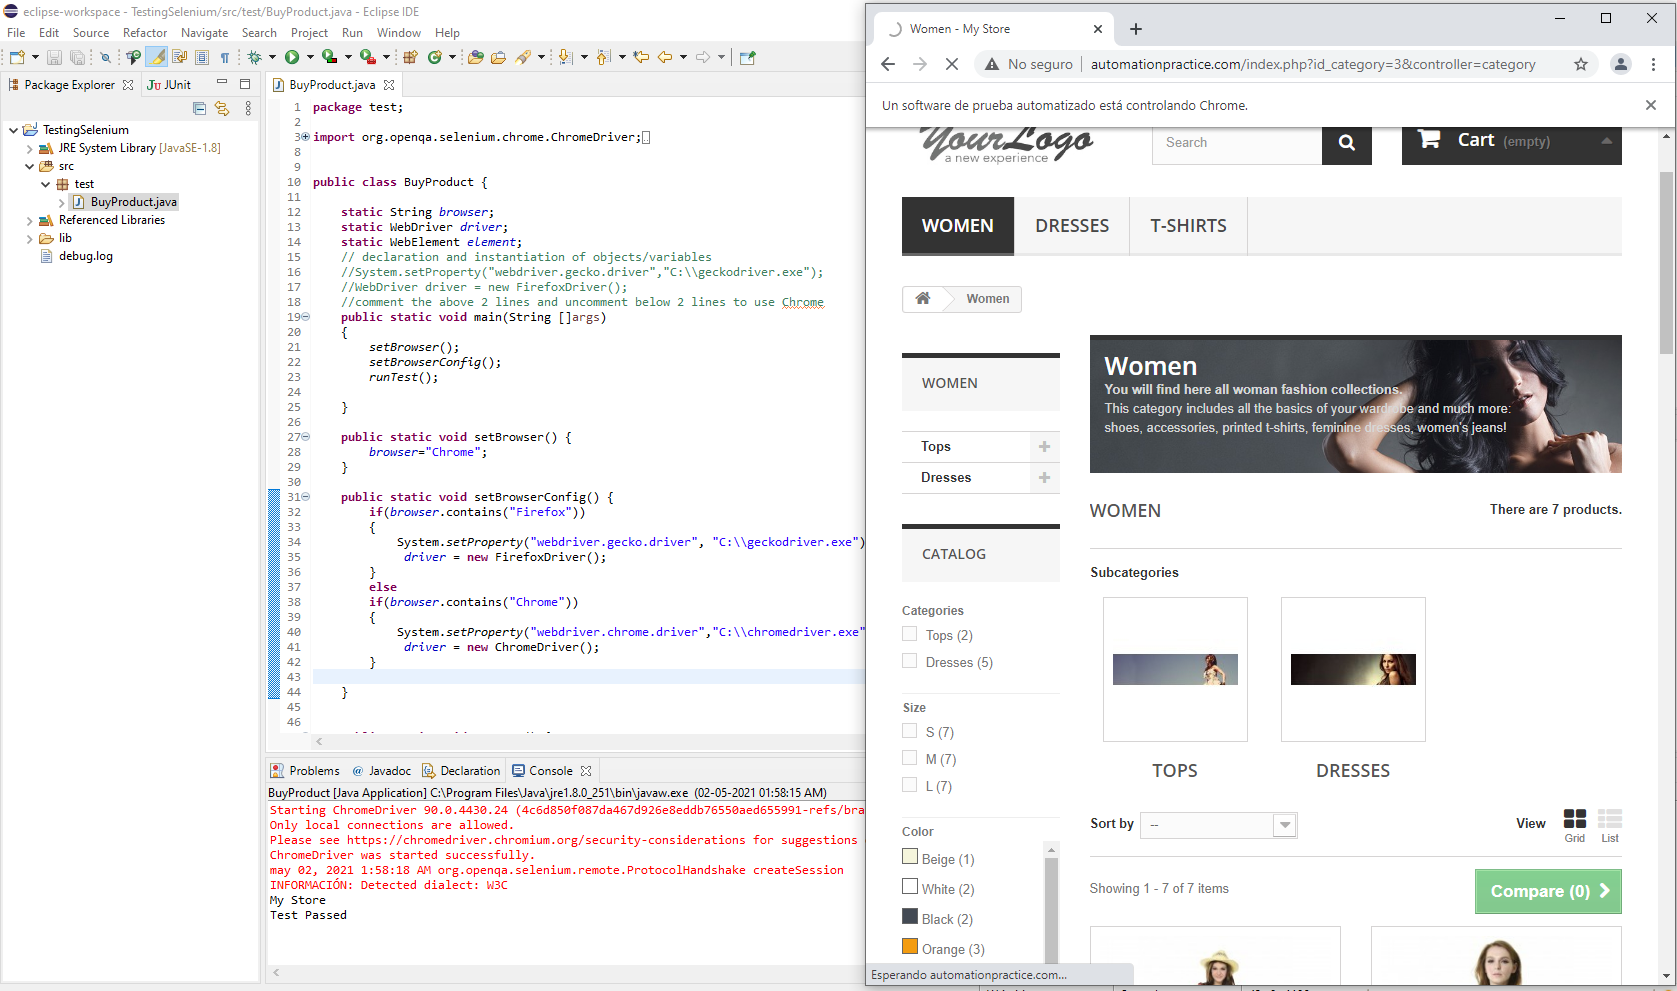 eclipse-workspace - TestingSelenium/src/test/BuyProduct.java - Eclipse IDE
File Edit Source Refactor Navigate Search Project Run Window Help
Package Explorer
JUnit
TestingSelenium
JRE System Library [JavaSE-1.8]
src
test
BuyProduct.java
Referenced Libraries
lib
debug.log
BuyProduct.java
1 package test;
2
3 import org.openqa.selenium.chrome.ChromeDriver;
8
9
10 public class BuyProduct {
11
12 static String browser;
13 static WebDriver driver;
14 static WebElement element;
15 // declaration and instantiation of objects/variables
16 //System.setProperty("webdriver.gecko.driver","C:\\geckodriver.exe");
17 //WebDriver driver = new FirefoxDriver();
18 //comment the above 2 lines and uncomment below 2 lines to use Chrome
19 public static void main(String []args)
20 {
21 setBrowser();
22 setBrowserConfig();
23 runTest();
24
25 }
26
27 public static void setBrowser() {
28 browser="Chrome";
29 }
30
31 public static void setBrowserConfig() {
32 if(browser.contains("Firefox"))
33 {
34 System.setProperty("webdriver.gecko.driver", "C:\\geckodriver.exe")
35 driver = new FirefoxDriver();
36 }
37 else
38 if(browser.contains("Chrome"))
39 {
40 System.setProperty("webdriver.chrome.driver","C:\\chromedriver.exe"
41 driver = new ChromeDriver();
42 }
43
44 }
45
46
Problems @ Javadoc Declaration Console
BuyProduct [Java Application] C:\Program Files\Java\jre1.8.0_251\bin\javaw.exe (02-05-2021 01:58:15 AM)
Starting ChromeDriver 90.0.4430.24 (4c6d850f087da467d926e8eddb76550aed655991-refs/bra
Only local connections are allowed.
Please see https://chromedriver.chromium.org/security-considerations for suggestions
ChromeDriver was started successfully.
may 02, 2021 1:58:18 AM org.openqa.selenium.remote.ProtocolHandshake createSession
INFORMACIÓN: Detected dialect: W3C
My Store
Test Passed
Women - My Store
No seguro
automationpractice.com/index.php?id_category=3&controller=category
Un software de prueba automatizado está controlando Chrome.
YourLogo
a new experience
Search
Cart (empty)
WOMEN DRESSES T-SHIRTS
Women
WOMEN
Tops
Dresses
CATALOG
Categories
Tops (2)
Dresses (5)
Size
S (7)
M (7)
L (7)
Color
Beige (1)
White (2)
Black (2)
Orange (3)
Women
You will find here all woman fashion collections.
This category includes all the basics of your wardrobe and much more:
shoes, accessories, printed t-shirts, feminine dresses, women's jeans!
WOMEN
There are 7 products.
Subcategories
TOPS
DRESSES
Sort by
--
View
Grid
List
Showing 1 - 7 of 7 items
Compare (0)
Esperando automationpractice.com...